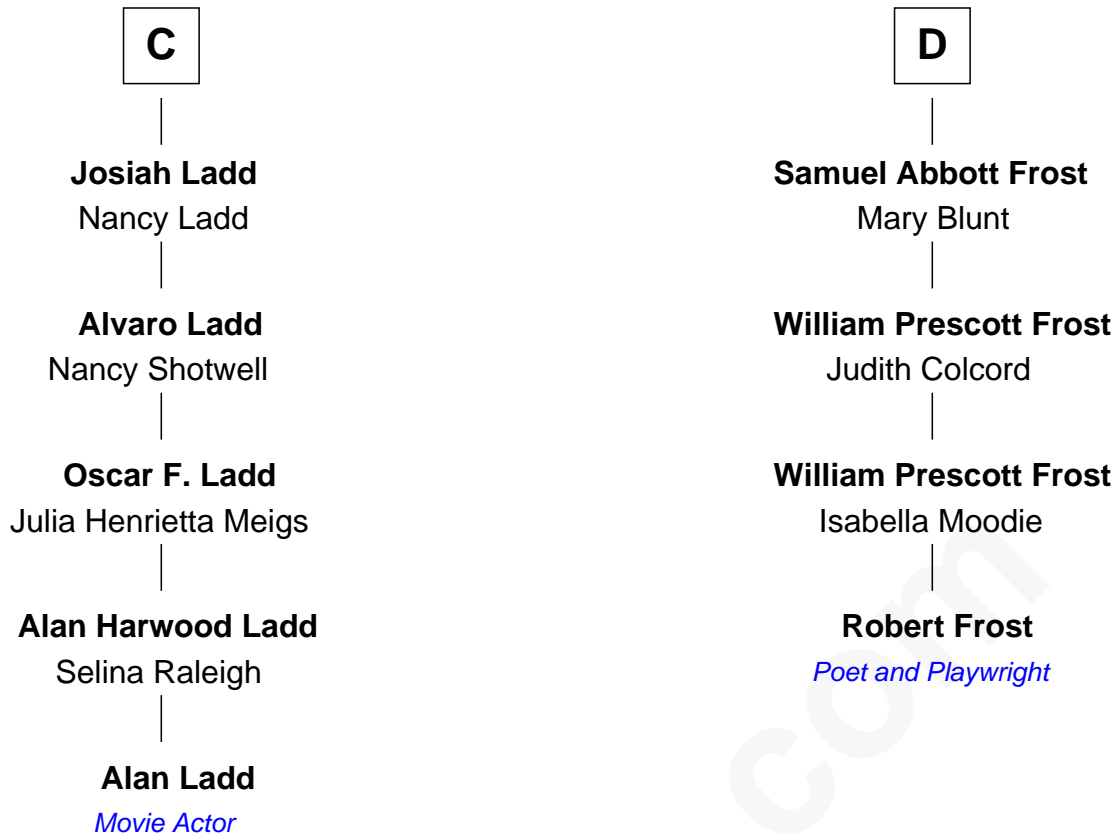 C
Josiah Ladd
Nancy Ladd
Alvaro Ladd
Nancy Shotwell
Oscar F. Ladd
Julia Henrietta Meigs
Alan Harwood Ladd
Selina Raleigh
Alan Ladd
Movie Actor
D
Samuel Abbott Frost
Mary Blunt
William Prescott Frost
Judith Colcord
William Prescott Frost
Isabella Moodie
Robert Frost
Poet and Playwright
com